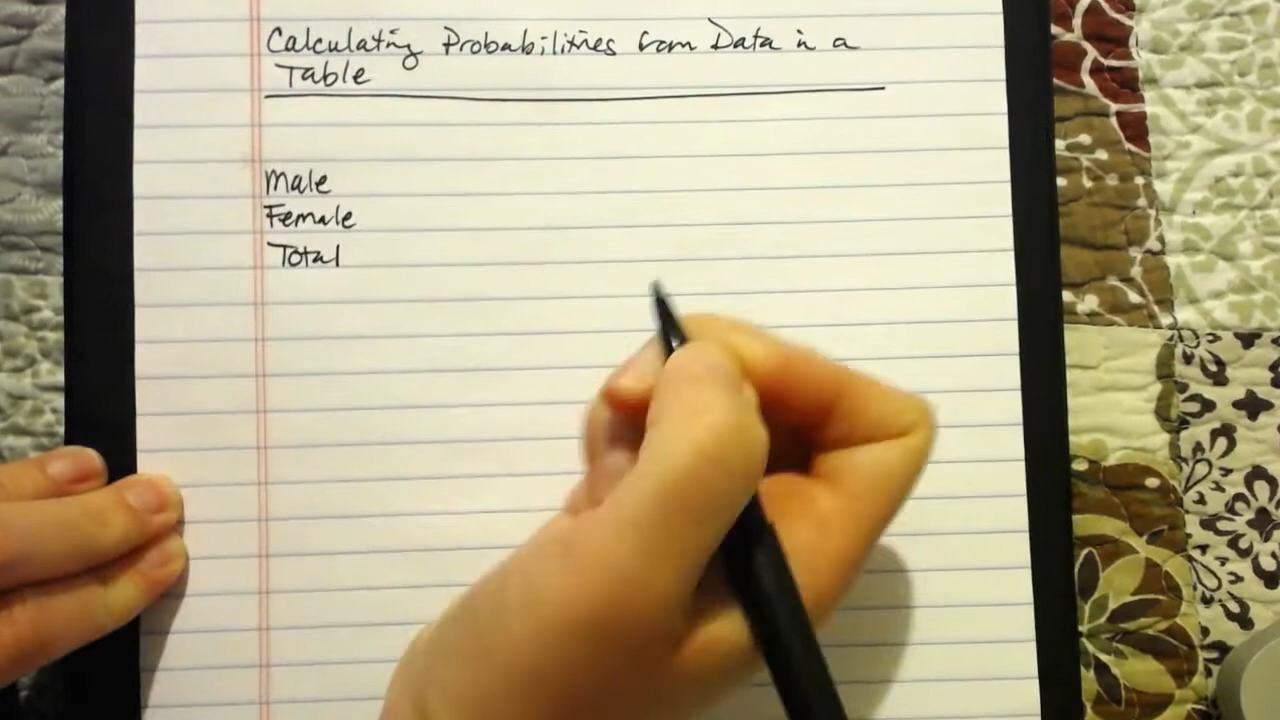 Calculating Probabilities from Data in a
Table
Male
Female
Total